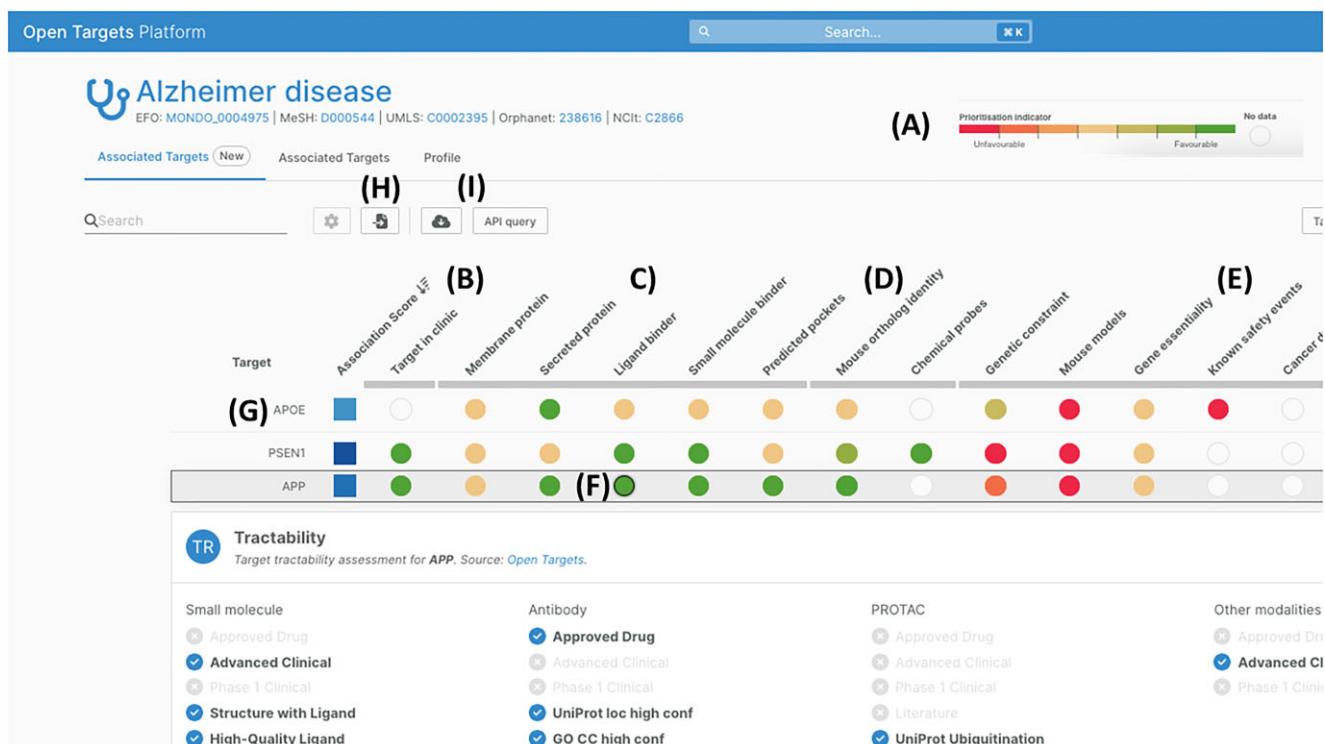 Open Targets Platform
Search...
⌘ K
Alzheimer disease
EFO: MONDO_0004975 | MeSH: D000544 | UMLS: C0002395 | Orphanet: 238616 | NCIt: C2866
(A)
Prioritisation indicator
No data
Unfavourable
Favourable
Associated Targets New
Associated Targets
Profile
(H)
(I)
Search
API query
(B)
C)
(D)
(E)
Target
Association Score
Target in clinic
Membrane protein
Secreted protein
Ligand binder
Small molecule binder
Predicted pockets
Mouse ortholog identity
Chemical probes
Genetic constraint
Mouse models
Gene essentiality
Known safety events
Cancer
(G)
APOE
PSEN1
APP
(F)
TR
Tractability
Target tractability assessment for APP. Source: Open Targets.
Small molecule
Antibody
PROTAC
Other modalities
Approved Drug
Approved Drug
Approved Drug
Approved
Advanced Clinical
Advanced Clinical
Advanced Clinical
Advanced
Phase 1 Clinical
Phase 1 Clinical
Phase 1 Clinical
Phase 1
Structure with Ligand
UniProt loc high conf
Literature
High-Quality Ligand
GO CC high conf
UniProt Ubiquitination